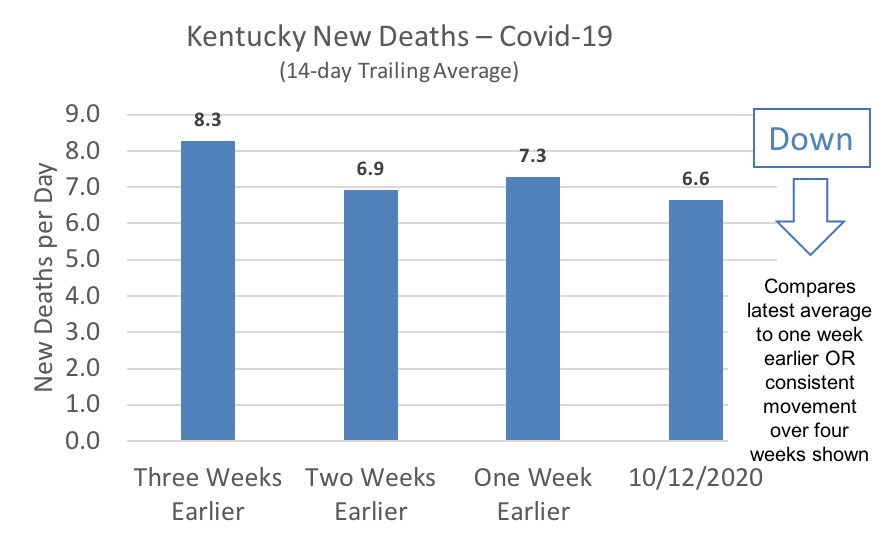 Kentucky New Deaths – Covid-19
(14-day Trailing Average)
New Deaths per Day
9.0
8.0
7.0
6.0
5.0
4.0
3.0
2.0
1.0
0.0
8.3
6.9
7.3
6.6
Three Weeks
Earlier
Two Weeks
Earlier
One Week
Earlier
10/12/2020
Down
Compares
latest average
to one week
earlier OR
consistent
movement
over four
weeks shown